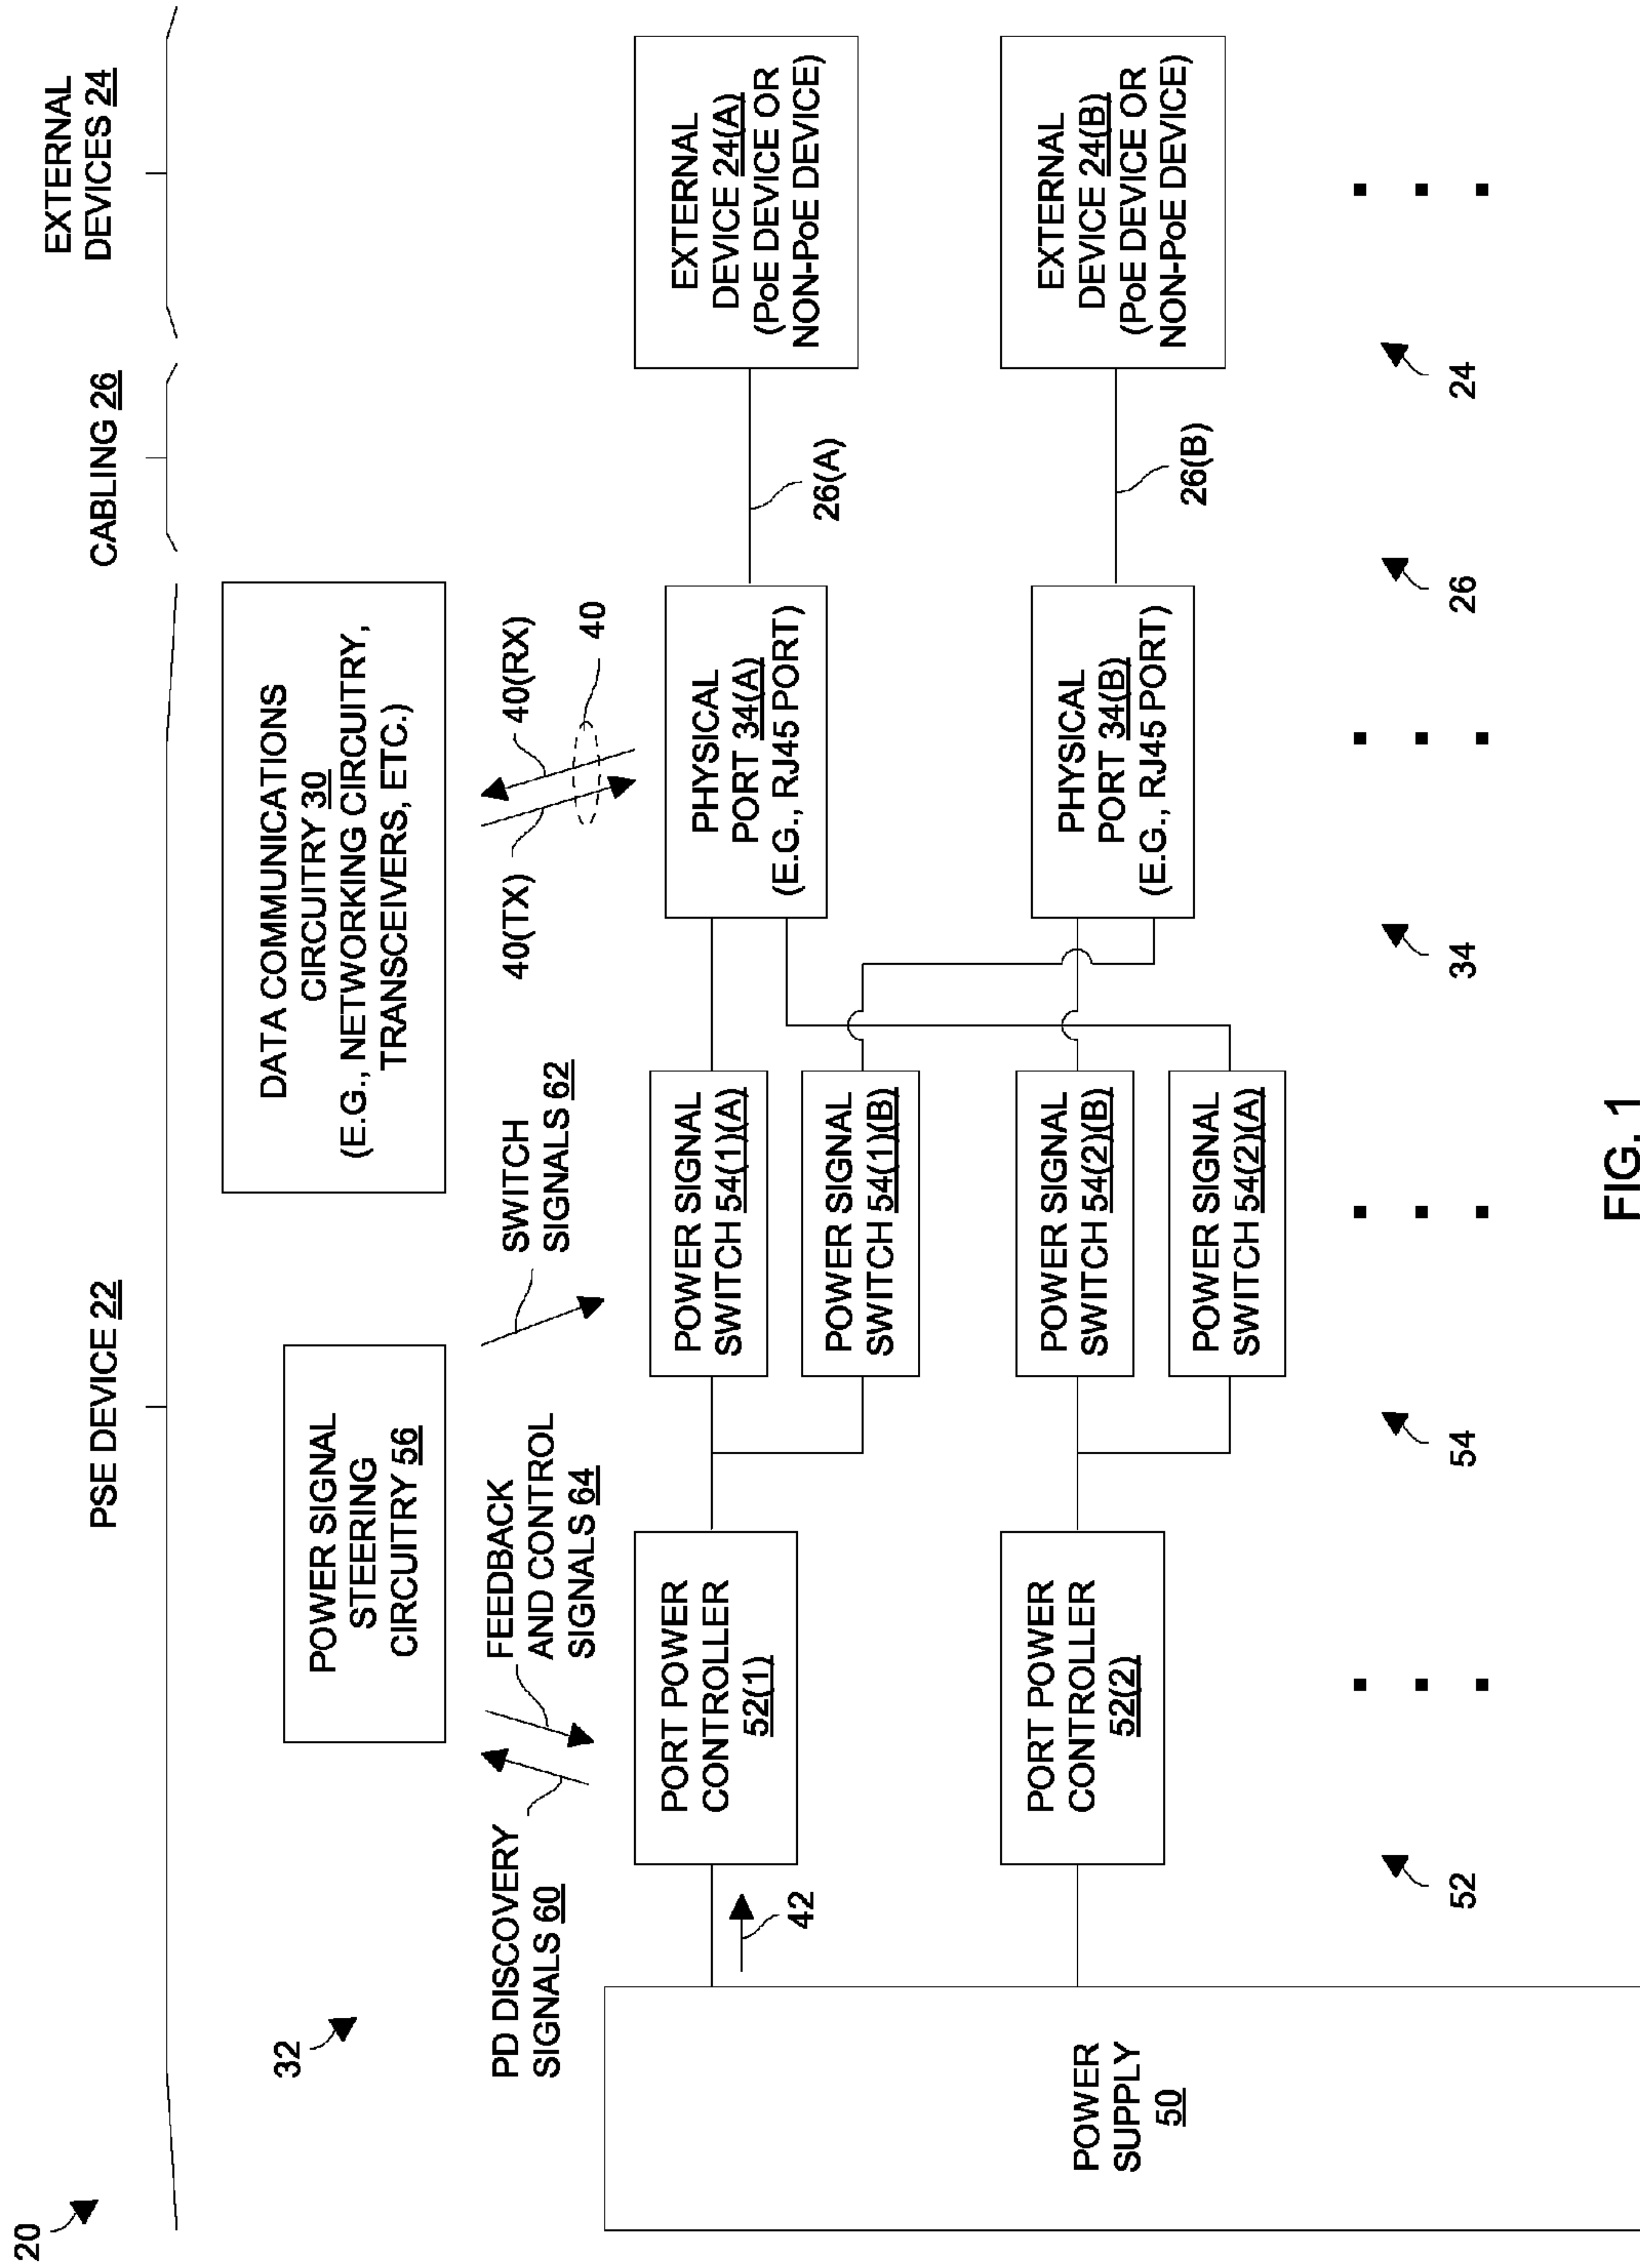 20
PSE DEVICE 22
CABLING 26
EXTERNAL
DEVICES 24
32
POWER SIGNAL
STEERING
CIRCUITRY 56
DATA COMMUNICATIONS
CIRCUITRY 30
(E.G., NETWORKING CIRCUITRY,
TRANSCEIVERS, ETC.)
PD DISCOVERY
SIGNALS 60
FEEDBACK
AND CONTROL
SIGNALS 64
SWITCH
SIGNALS 62
40(TX)
40(RX)
40
POWER
SUPPLY
50
42
PORT POWER
CONTROLLER
52(1)
POWER SIGNAL
SWITCH 54(1)(A)
POWER SIGNAL
SWITCH 54(1)(B)
PHYSICAL
PORT 34(A)
(E.G., RJ45 PORT)
26(A)
EXTERNAL
DEVICE 24(A)
(PoE DEVICE OR
NON-PoE DEVICE)
PORT POWER
CONTROLLER
52(2)
POWER SIGNAL
SWITCH 54(2)(B)
POWER SIGNAL
SWITCH 54(2)(A)
PHYSICAL
PORT 34(B)
(E.G., RJ45 PORT)
26(B)
EXTERNAL
DEVICE 24(B)
(PoE DEVICE OR
NON-PoE DEVICE)
52
54
34
26
24
FIG. 1